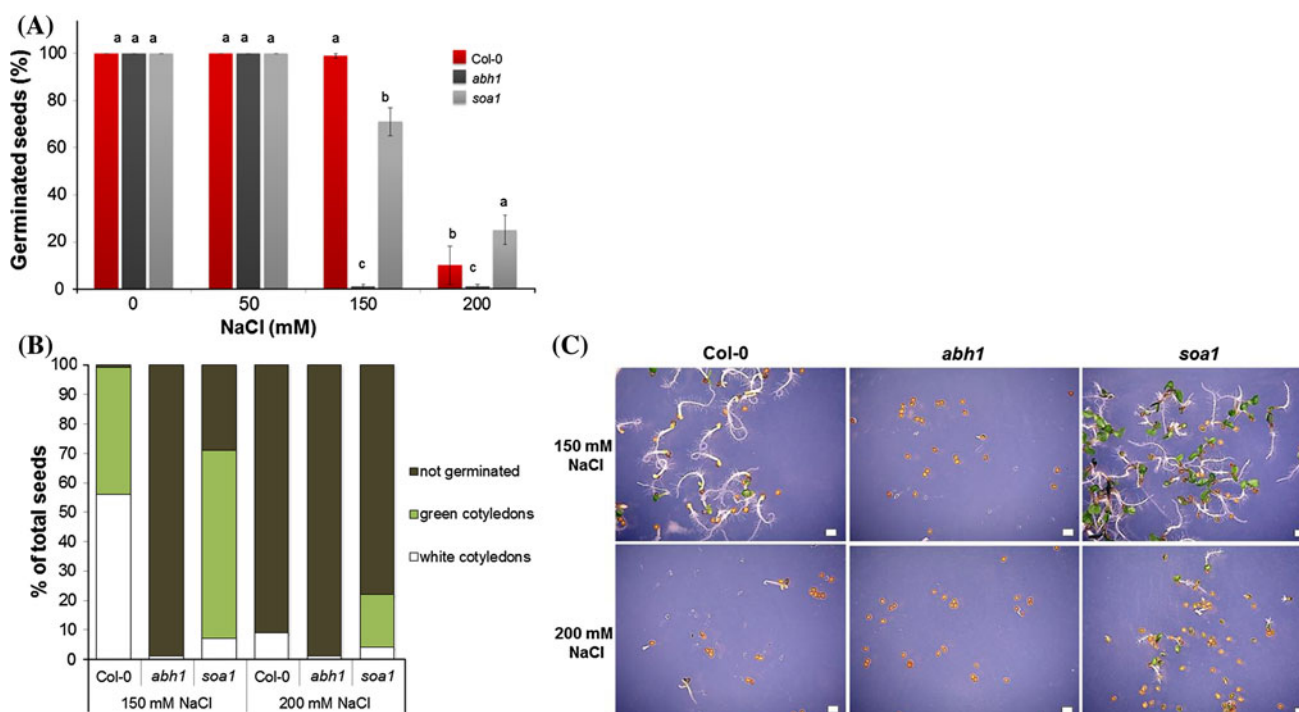 (A)
Germinated seeds (%)
100
80
60
40
20
0
a a a
a a a
a
b
c
b
c
a
Col-0
abh1
soa1
0 50 150 200
NaCl (mM)
(B)
% of total seeds
100
90
80
70
60
50
40
30
20
10
0
Col-0 abh1 soa1 Col-0 abh1 soa1
150 mM NaCl 200 mM NaCl
not germinated
green cotyledons
white cotyledons
(C)
Col-0 abh1 soa1
150 mM
NaCl
200 mM
NaCl